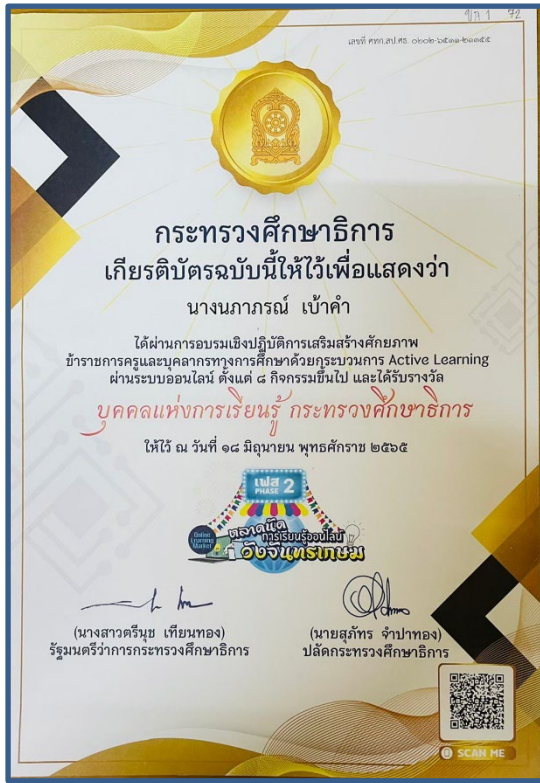 เลขที่ ศทก.สป.ศธ. ๐๒๐๒-๖๕๓๑-๒๑๓๕๕
กระทรวงศึกษาธิการ
เกียรติบัตรฉบับนี้ให้ไว้เพื่อแสดงว่า
นางนภาภรณ์ เบ้าคำ
ได้ผ่านการอบรมเชิงปฏิบัติการเสริมสร้างศักยภาพ
ข้าราชการครูและบุคลากรทางการศึกษาด้วยกระบวนการ Active Learning
ผ่านระบบออนไลน์ ตั้งแต่ ๘ กิจกรรมขึ้นไป และได้รับรางวัล
บุคคลแห่งการเรียนรู้ กระทรวงศึกษาธิการ
ให้ไว้ ณ วันที่ ๑๘ มิถุนายน พุทธศักราช ๒๕๖๕
เฟส 2
PHASE
Online Learning Market
ตลาดนัด
การเรียนรู้ออนไลน์
วังจันทรเกษม
(นางสาวตรีนุช เทียนทอง)
รัฐมนตรีว่าการกระทรวงศึกษาธิการ
(นายสุภัทร จำปาทอง)
ปลัดกระทรวงศึกษาธิการ
SCAN ME